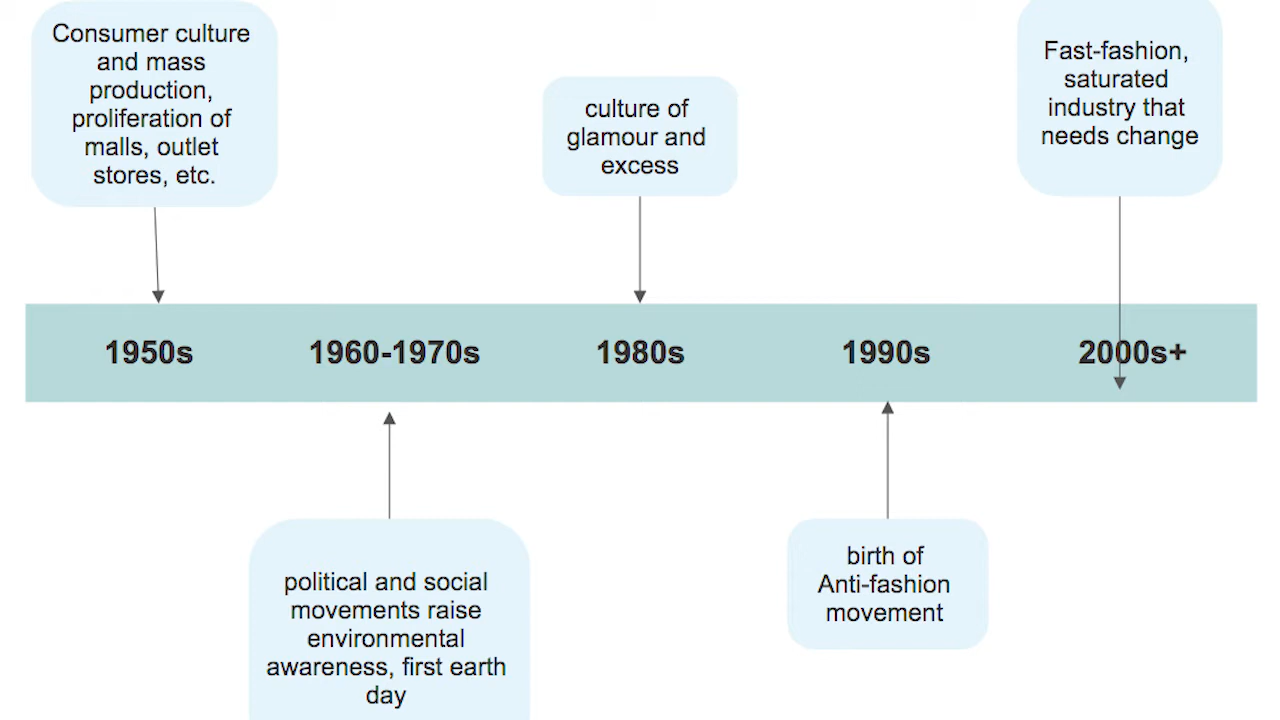 Consumer culture
and mass
production,
proliferation of
malls, outlet
stores, etc.
culture of
glamour and
excess
Fast-fashion,
saturated
industry that
needs change
1950s
1960-1970s
1980s
1990s
2000s+
political and social
movements raise
environmental
awareness, first earth
day
birth of
Anti-fashion
movement